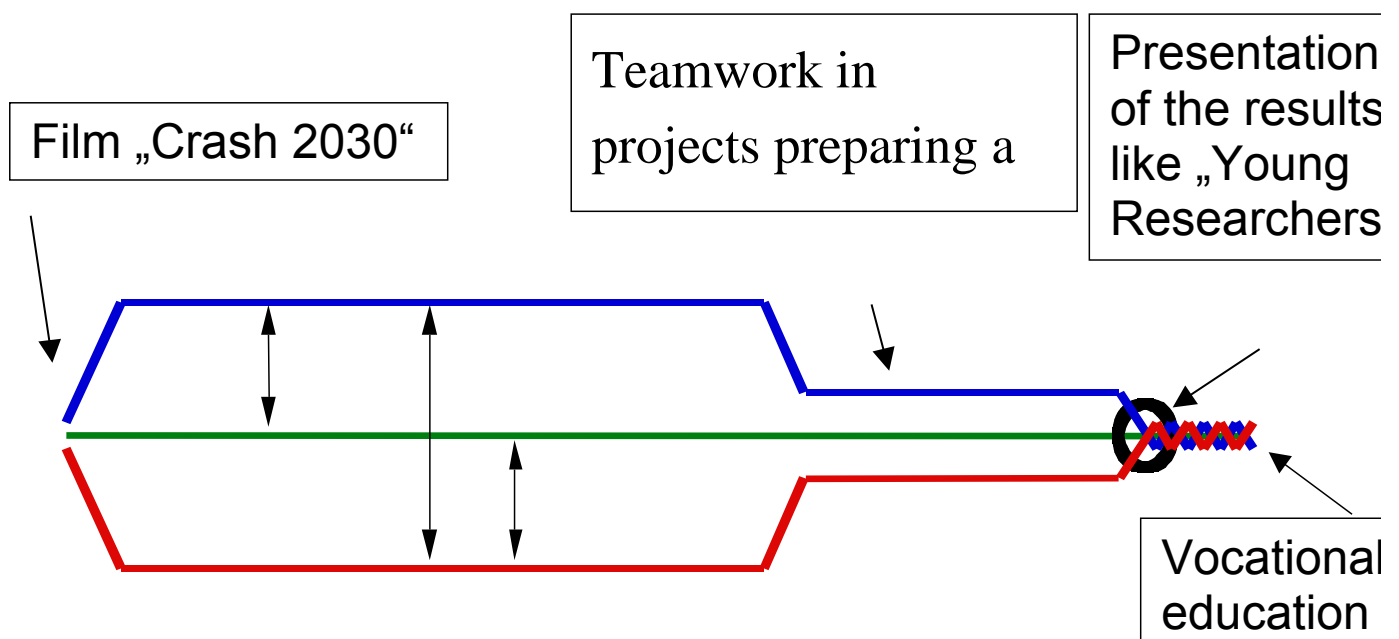 Film „Crash 2030“
Teamwork in
projects preparing a
Presentation
of the results
like „Young
Researchers
Vocational
education